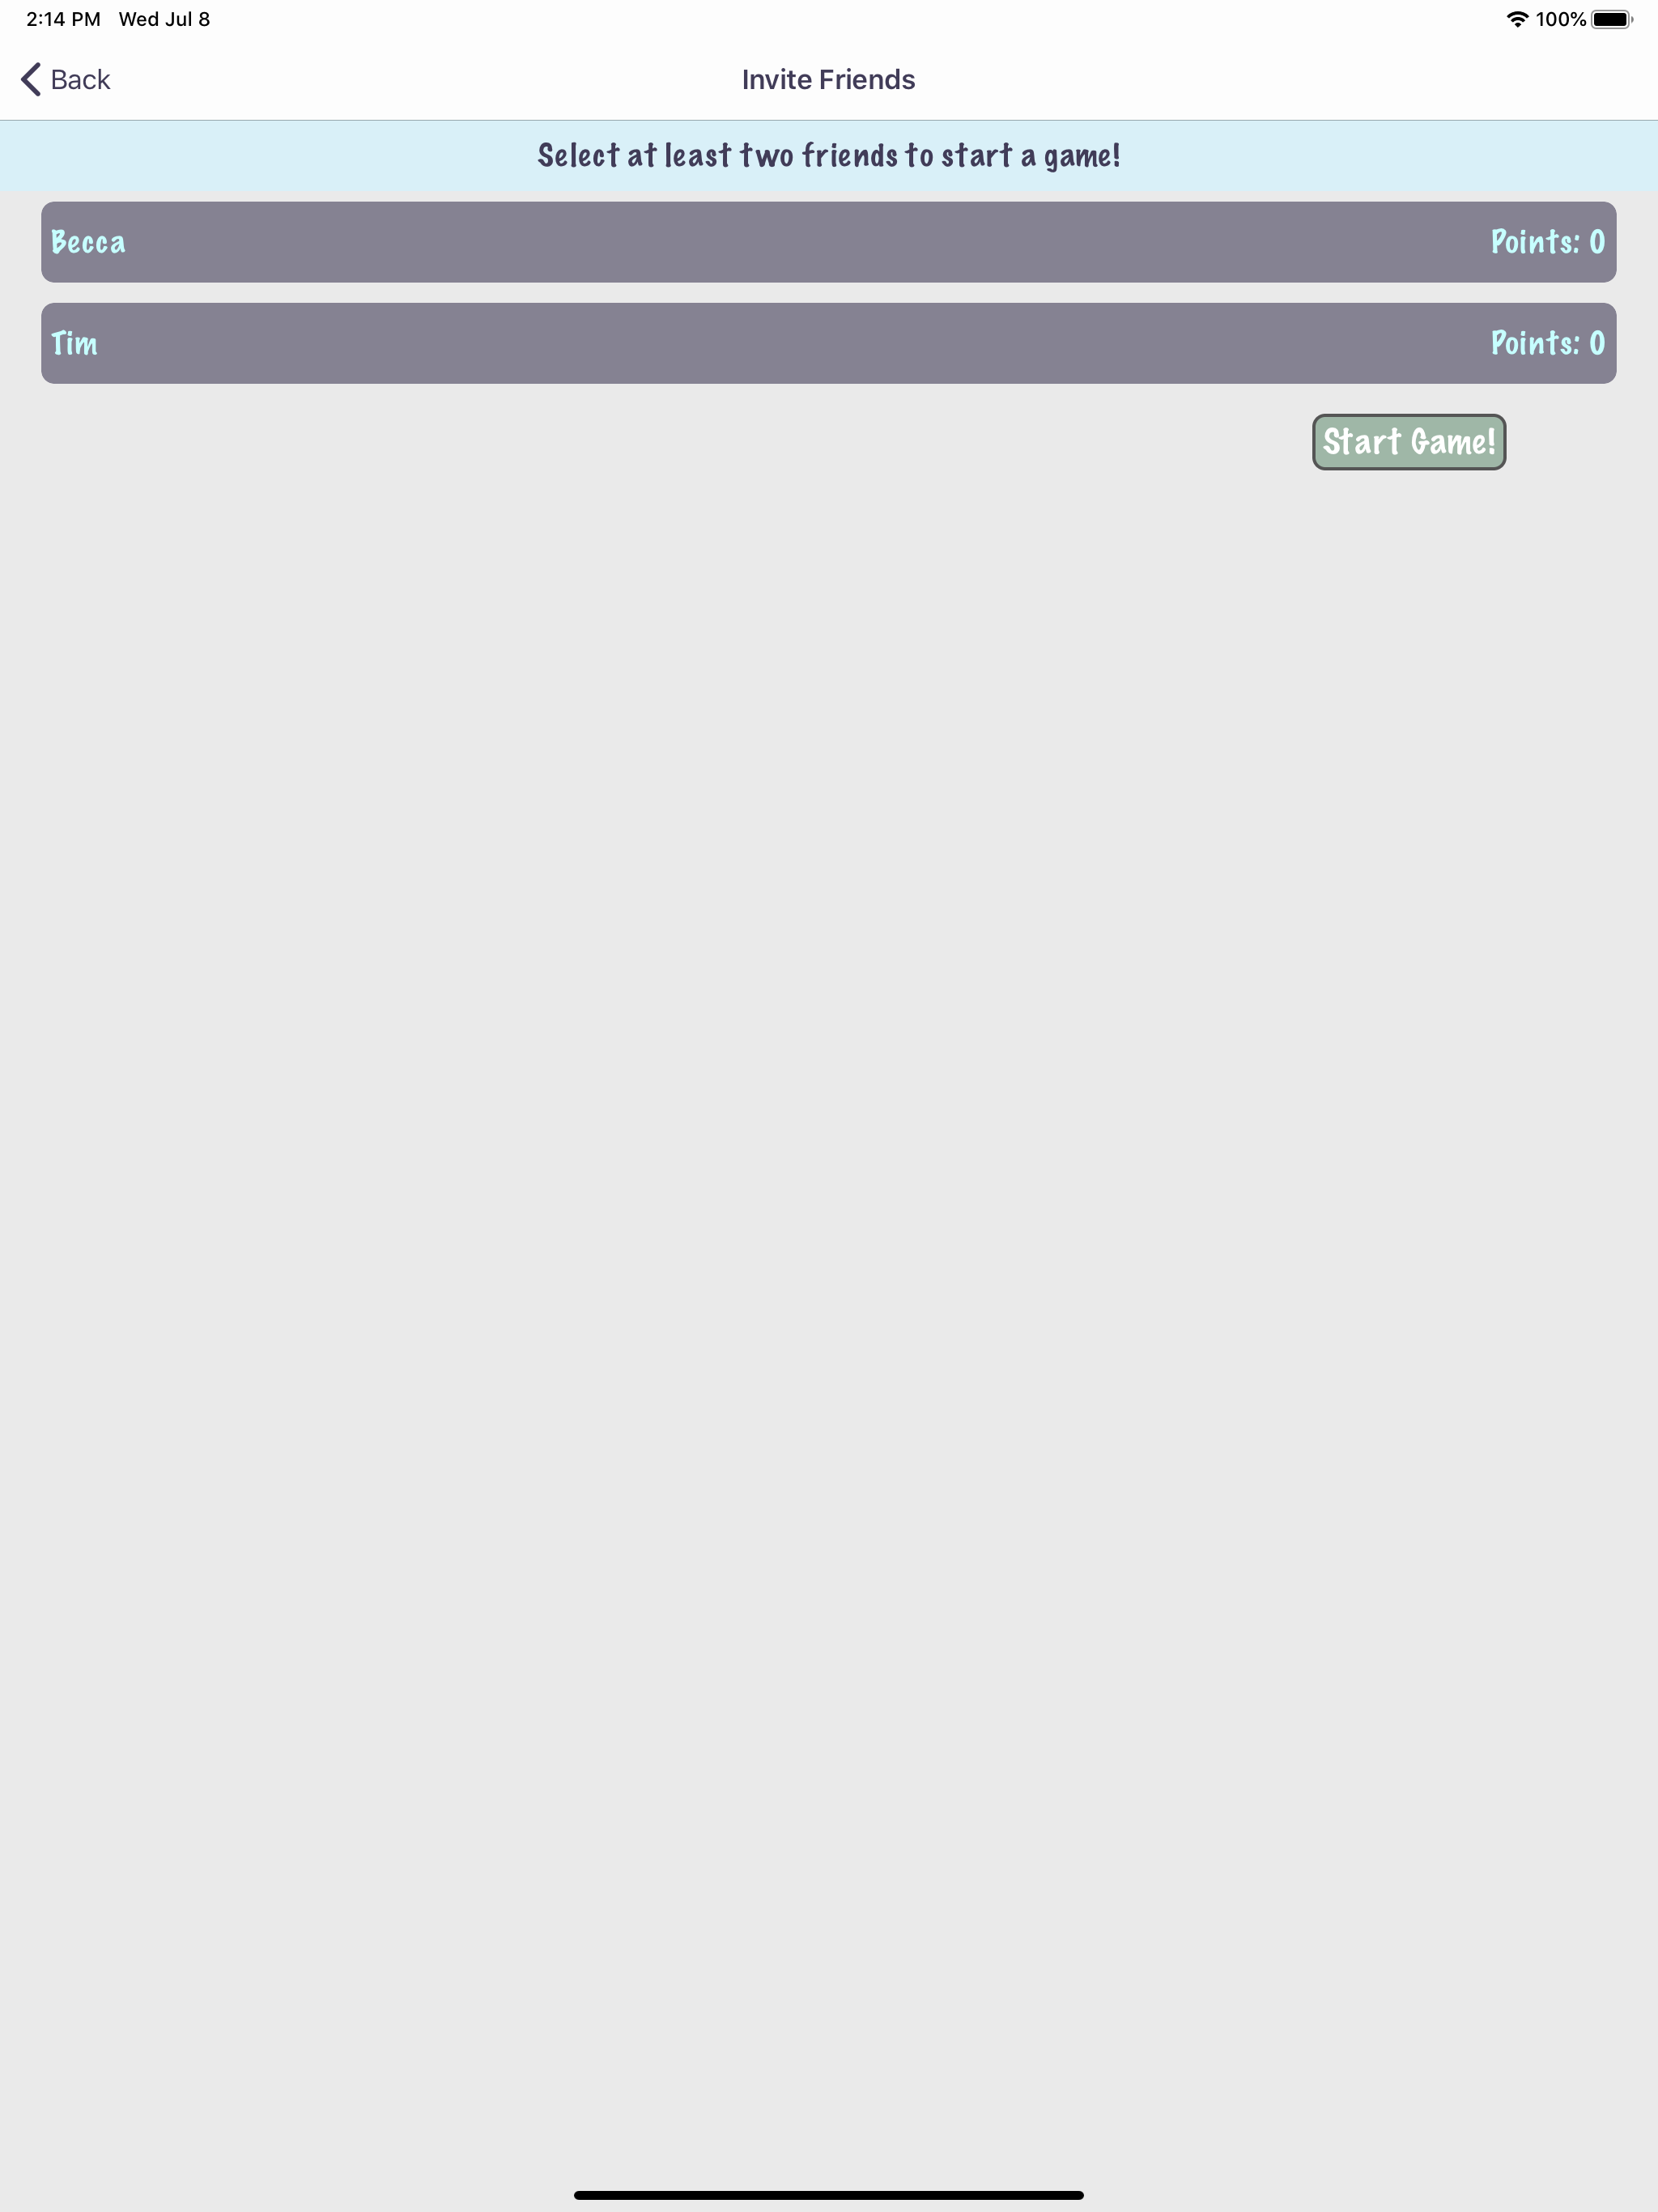 2:14 PM Wed Jul 8 100%
Back Invite Friends
Select at least two friends to start a game!
Becca Points: 0
Tim Points: 0
Start Game!